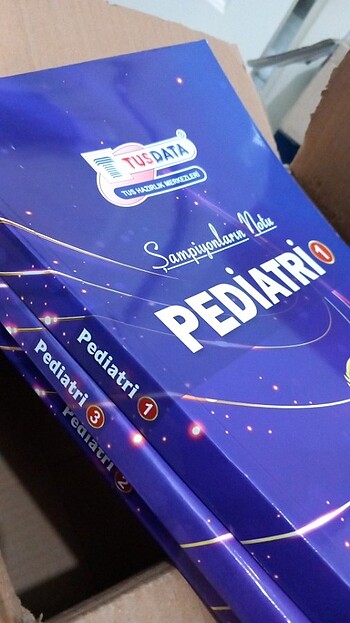 TUSDATA
TUS HAZIRLIK MERKEZLERİ
Şampiyonların Notu
PEDİATRİ 1
Pediatri 1
Pediatri 3
Pediatri 2